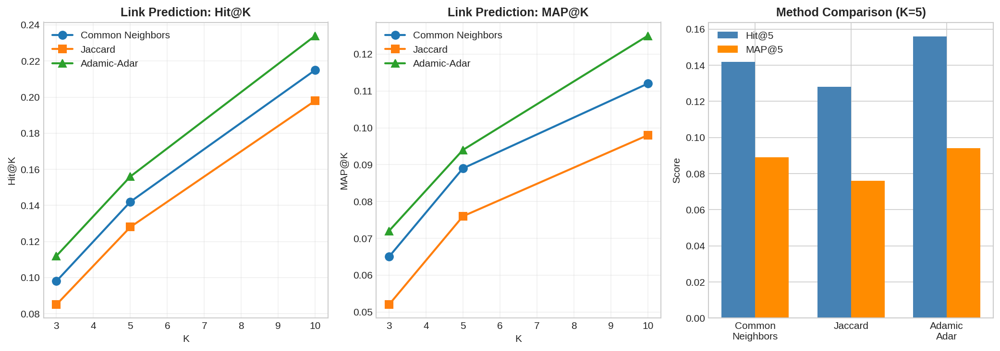 Link Prediction: Hit@K
Hit@K
0.24
0.22
0.20
0.18
0.16
0.14
0.12
0.10
0.08
Common Neighbors
Jaccard
Adamic-Adar
3 4 5 6 7 8 9 10
K
Link Prediction: MAP@K
MAP@K
0.12
0.11
0.10
0.09
0.08
0.07
0.06
0.05
Common Neighbors
Jaccard
Adamic-Adar
3 4 5 6 7 8 9 10
K
Method Comparison (K=5)
Score
0.16
0.14
0.12
0.10
0.08
0.06
0.04
0.02
0.00
Hit@5
MAP@5
Common
Neighbors
Jaccard
Adamic
Adar